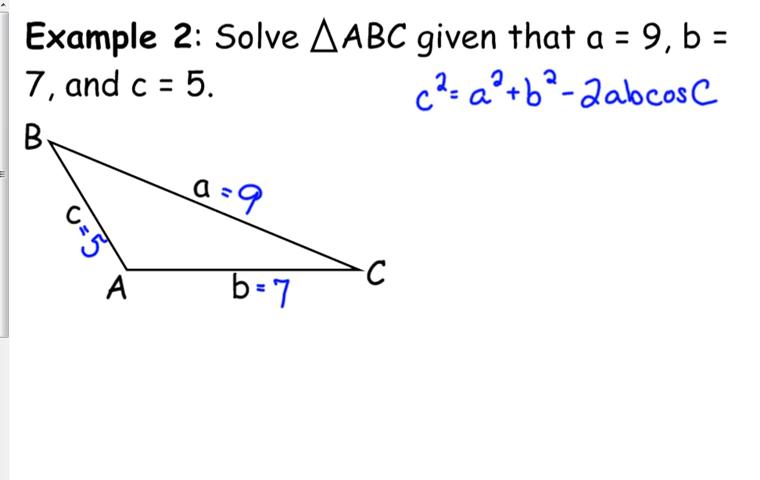 Example 2: Solve △ABC given that a = 9, b =
7, and c = 5.
c² = a² + b² - 2abcosC
B
a = 9
c = 5
A
b = 7
C